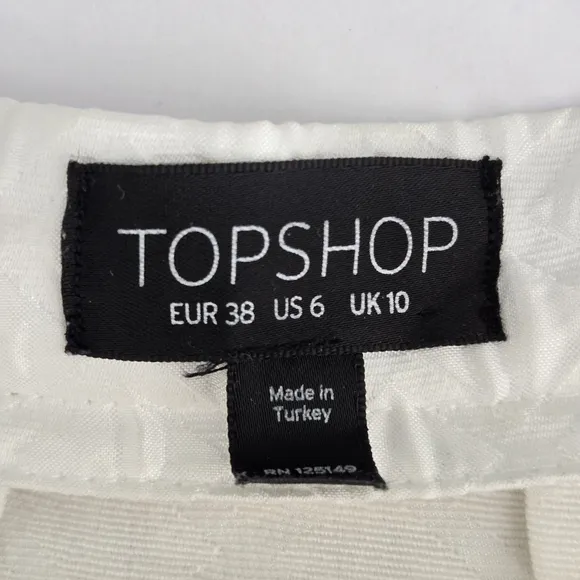 TOPSHOP
EUR 38 US 6 UK 10
Made in
Turkey
RN 125149